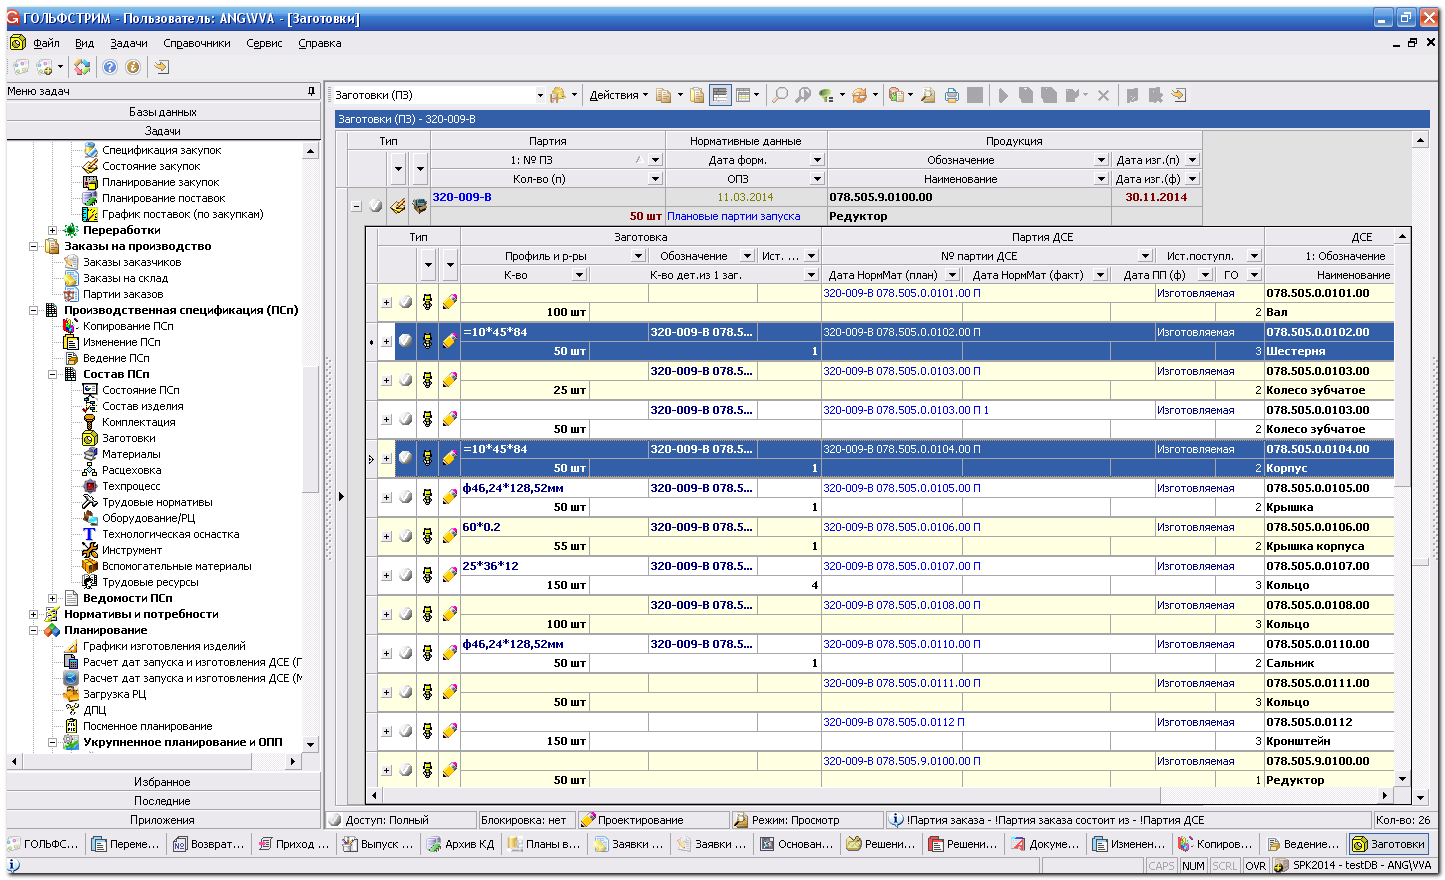 ГОЛЬФСТРИМ - Пользователь: ANG\VVA - [Заготовки]
Файл Вид Задачи Справочники Сервис Справка
Меню задач
Базы данных
Задачи
Спецификация закупок
Состояние закупок
Планирование закупок
Планирование поставок
График поставок (по закупкам)
Переработки
Заказы на производство
Заказы заказчиков
Заказы на склад
Партии заказов
Производственная спецификация (ПСп)
Копирование ПСп
Изменение ПСп
Ведение ПСп
Состав ПСп
Состояние ПСп
Состав изделия
Комплектация
Заготовки
Материалы
Расцеховка
Техпроцесс
Трудовые нормативы
Оборудование/РЦ
Технологическая оснастка
Инструмент
Вспомогательные материалы
Трудовые ресурсы
Ведомости ПСп
Нормативы и потребности
Планирование
Графики изготовления изделий
Расчет дат запуска и изготовления ДСЕ (Г
Расчет дат запуска и изготовления ДСЕ (М
Загрузка РЦ
ДПЦ
Посменное планирование
Укрупненное планирование и ОПП
Избранное
Последние
Приложения
Заготовки (ПЗ) Действия
Заготовки (ПЗ) - 320-009-В
Тип Партия Нормативные данные Продукция
1: № ПЗ Дата форм. Обозначение Дата изг.(п)
Кол-во (п) ОПЗ Наименование Дата изг.(ф)
320-009-В 11.03.2014 078.505.9.0100.00 30.11.2014
50 шт Плановые партии запуска Редуктор
Тип Заготовка Партия ДСЕ ДСЕ
Профиль и р-ры Обозначение Ист. ... № партии ДСЕ Ист.поступл. 1: Обозначение
К-во К-во дет.из 1 заг. Дата НормМат (план) Дата НормМат (факт) Дата ПП (ф) ГО Наименование
320-009-В 078.505.0.0101.00 П Изготовляемая 078.505.0.0101.00
100 шт 2 Вал
=10*45*84 320-009-В 078.5... 320-009-В 078.505.0.0102.00 П Изготовляемая 078.505.0.0102.00
50 шт 1 3 Шестерня
320-009-В 078.5... 320-009-В 078.505.0.0103.00 П Изготовляемая 078.505.0.0103.00
25 шт 2 Колесо зубчатое
320-009-В 078.5... 320-009-В 078.505.0.0103.00 П 1 Изготовляемая 078.505.0.0103.00
50 шт 2 Колесо зубчатое
=10*45*84 320-009-В 078.5... 320-009-В 078.505.0.0104.00 П Изготовляемая 078.505.0.0104.00
50 шт 1 2 Корпус
ф46,24*128,52мм 320-009-В 078.5... 320-009-В 078.505.0.0105.00 П Изготовляемая 078.505.0.0105.00
50 шт 1 2 Крышка
60*0.2 320-009-В 078.5... 320-009-В 078.505.0.0106.00 П Изготовляемая 078.505.0.0106.00
55 шт 1 2 Крышка корпуса
25*36*12 320-009-В 078.5... 320-009-В 078.505.0.0107.00 П Изготовляемая 078.505.0.0107.00
150 шт 4 3 Кольцо
320-009-В 078.5... 320-009-В 078.505.0.0108.00 П Изготовляемая 078.505.0.0108.00
100 шт 3 Кольцо
ф46,24*128,52мм 320-009-В 078.5... 320-009-В 078.505.0.0110.00 П Изготовляемая 078.505.0.0110.00
50 шт 1 2 Сальник
320-009-В 078.505.0.0111.00 П Изготовляемая 078.505.0.0111.00
50 шт 3 Кольцо
320-009-В 078.505.0.0112 П Изготовляемая 078.505.0.0112
150 шт 3 Кронштейн
320-009-В 078.505.9.0100.00 П Изготовляемая 078.505.9.0100.00
50 шт 1 Редуктор
Доступ: Полный Блокировка: нет Проектирование Режим: Просмотр !Партия заказа - !Партия заказа состоит из - !Партия ДСЕ Кол-во: 26
ГОЛЬФС... Переме... Возврат... Приход ... Выпуск ... Архив КД Планы в... Заявки ... Заявки ... Основан... Решени... Решени... Докуме... Изменен... Копиров... Ведение... Заготовки
CAPS NUM SCRL OVR SPK2014 - testDB - ANG\VVA